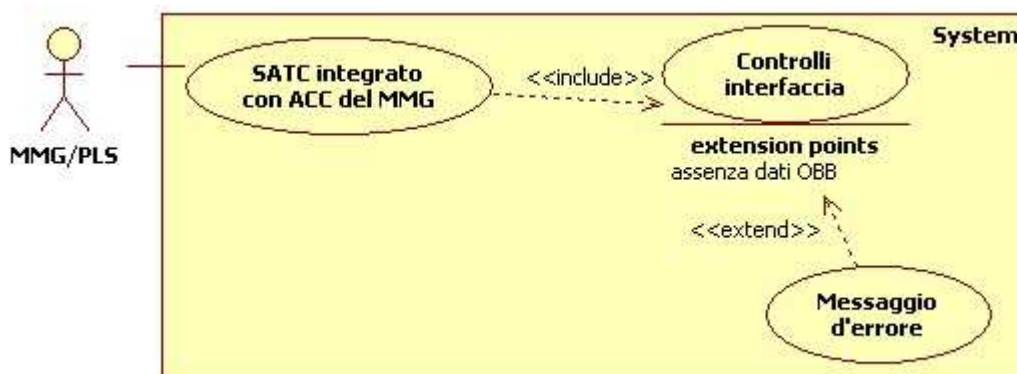 System
SATC integrato
con ACC del MMG
<<include>>
Controlli
interfaccia
MMG/PLS
extension points
assenza dati OBB
<<extend>>
Messaggio
d'errore